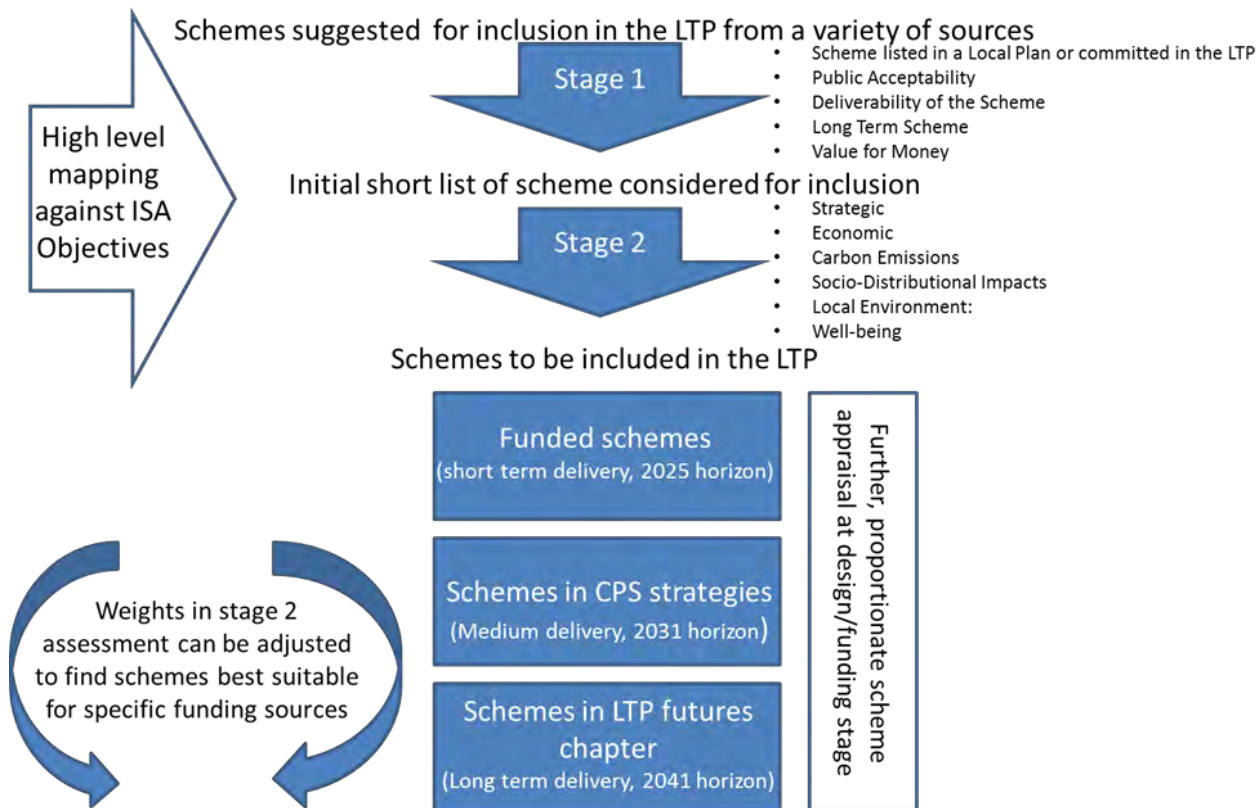 Schemes suggested for inclusion in the LTP from a variety of sources
Stage 1
• Scheme listed in a Local Plan or committed in the LTP
• Public Acceptability
• Deliverability of the Scheme
• Long Term Scheme
• Value for Money
High level
mapping
against ISA
Objectives
Initial short list of scheme considered for inclusion
Stage 2
• Strategic
• Economic
• Carbon Emissions
• Socio-Distributional Impacts
• Local Environment:
• Well-being
Schemes to be included in the LTP
Funded schemes
(short term delivery, 2025 horizon)
Schemes in CPS strategies
(Medium delivery, 2031 horizon)
Schemes in LTP futures
chapter
(Long term delivery, 2041 horizon)
Further, proportionate scheme
appraisal at design/funding stage
Weights in stage 2
assessment can be adjusted
to find schemes best suitable
for specific funding sources